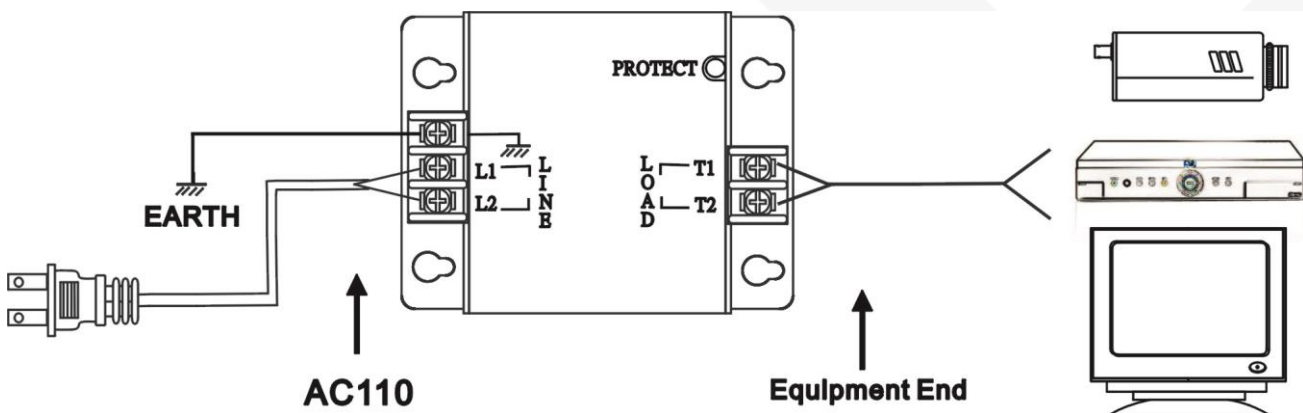 PROTECT
L1
L2
LINE
LOAD
T1
T2
EARTH
AC110
Equipment End